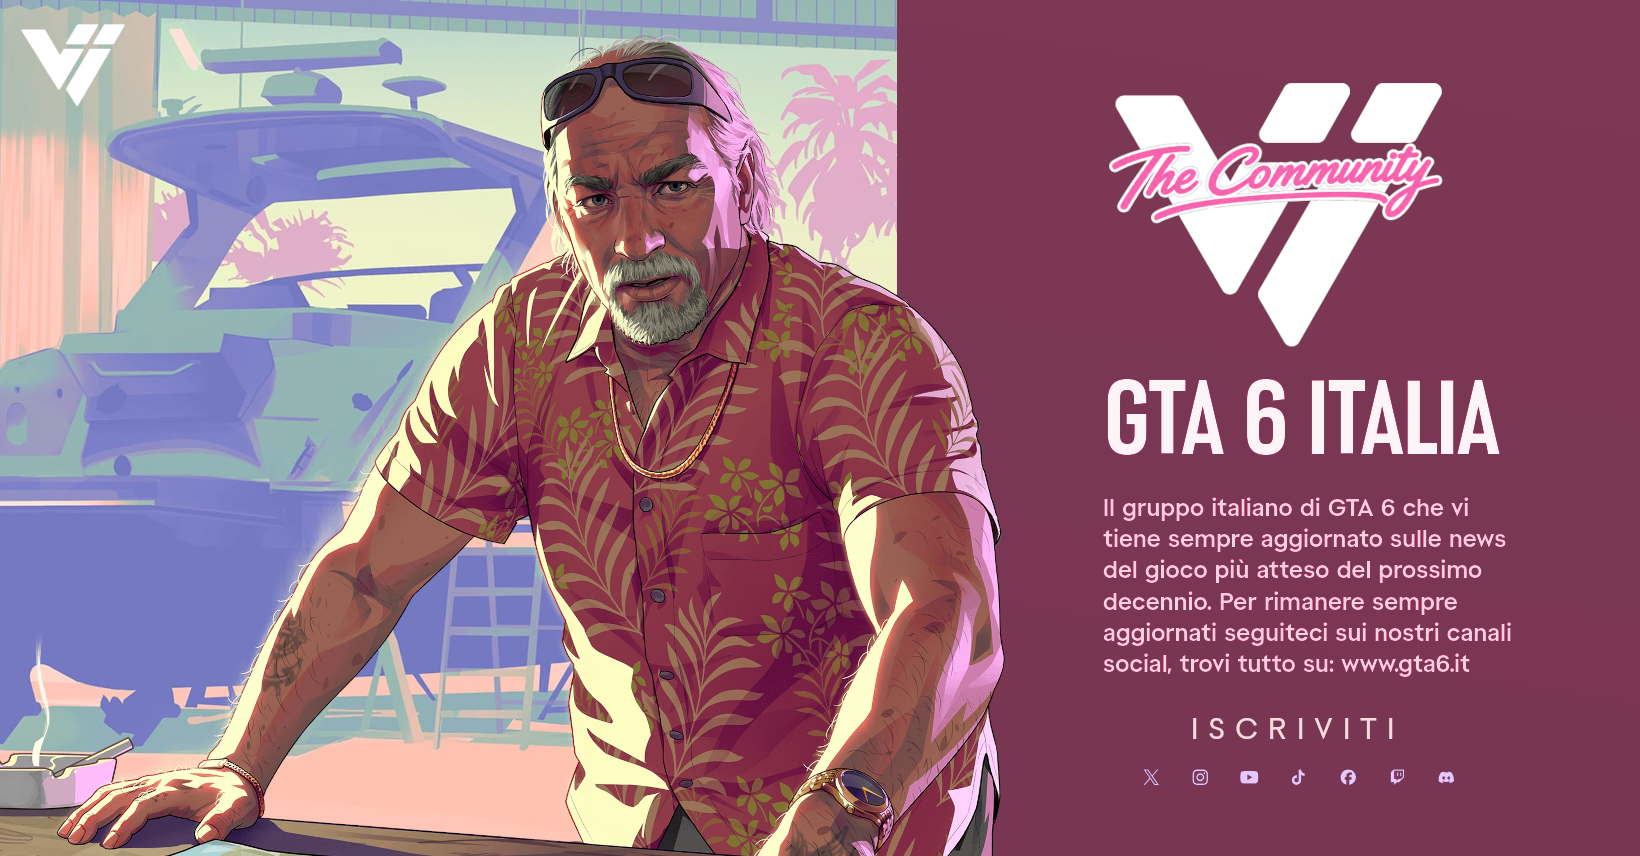 The Community
GTA 6 ITALIA
Il gruppo italiano di GTA 6 che vi
tiene sempre aggiornato sulle news
del gioco più atteso del prossimo
decennio. Per rimanere sempre
aggiornati seguiteci sui nostri canali
social, trovi tutto su: www.gta6.it
ISCRIVITI